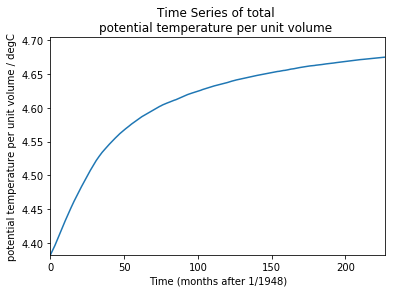 Time Series of total
potential temperature per unit volume
potential temperature per unit volume / degC
4.70
4.65
4.60
4.55
4.50
4.45
4.40
0 50 100 150 200
Time (months after 1/1948)